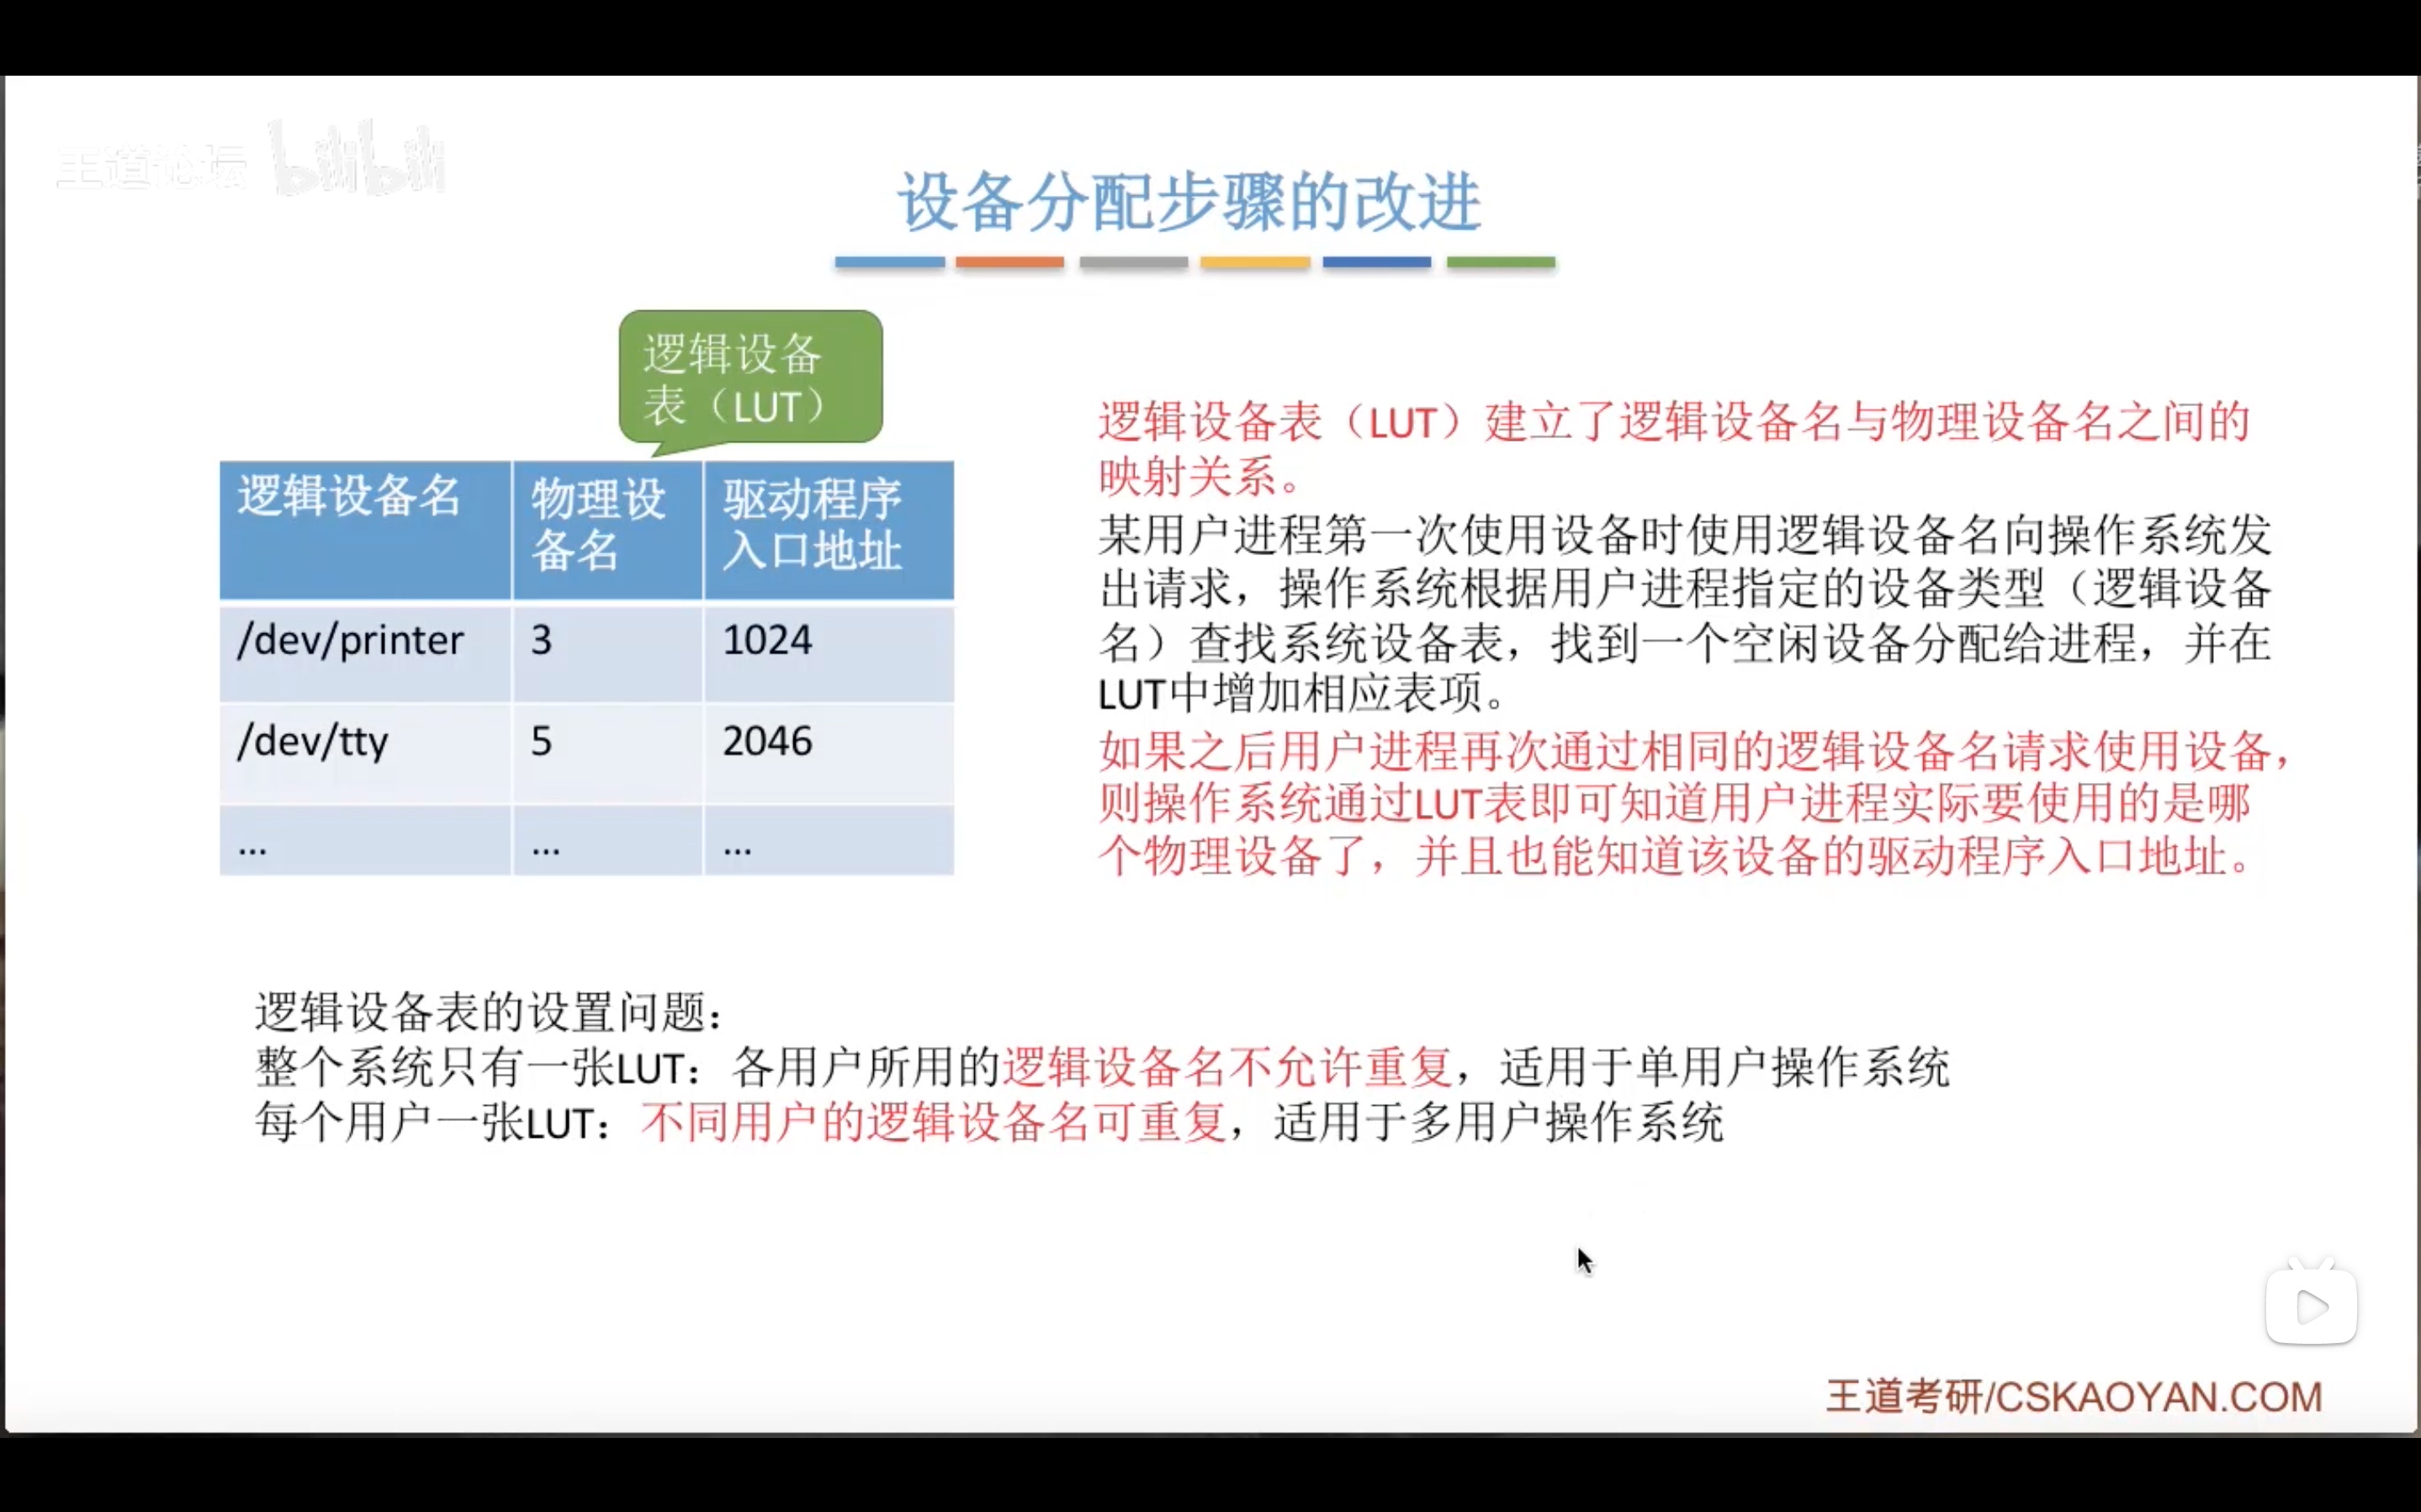 王道论坛 bilibili
设备分配步骤的改进
逻辑设备
表（LUT）
逻辑设备名 物理设备名 驱动程序入口地址
/dev/printer 3 1024
/dev/tty 5 2046
... ... ...
逻辑设备表（LUT）建立了逻辑设备名与物理设备名之间的
映射关系。
某用户进程第一次使用设备时使用逻辑设备名向操作系统发
出请求，操作系统根据用户进程指定的设备类型（逻辑设备
名）查找系统设备表，找到一个空闲设备分配给进程，并在
LUT中增加相应表项。
如果之后用户进程再次通过相同的逻辑设备名请求使用设备，
则操作系统通过LUT表即可知道用户进程实际要使用的是哪
个物理设备了，并且也能知道该设备的驱动程序入口地址。
逻辑设备表的设置问题：
整个系统只有一张LUT：各用户所用的逻辑设备名不允许重复，适用于单用户操作系统
每个用户一张LUT：不同用户的逻辑设备名可重复，适用于多用户操作系统
王道考研/CSKAOYAN.COM